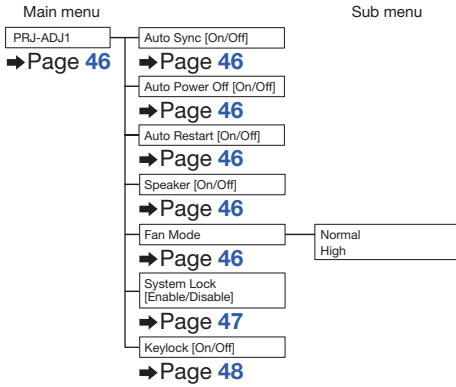 Main menu
Sub menu
PRJ-ADJ1
➡Page 46
Auto Sync [On/Off]
➡Page 46
Auto Power Off [On/Off]
➡Page 46
Auto Restart [On/Off]
➡Page 46
Speaker [On/Off]
➡Page 46
Fan Mode
➡Page 46
Normal
High
System Lock
[Enable/Disable]
➡Page 47
Keylock [On/Off]
➡Page 48